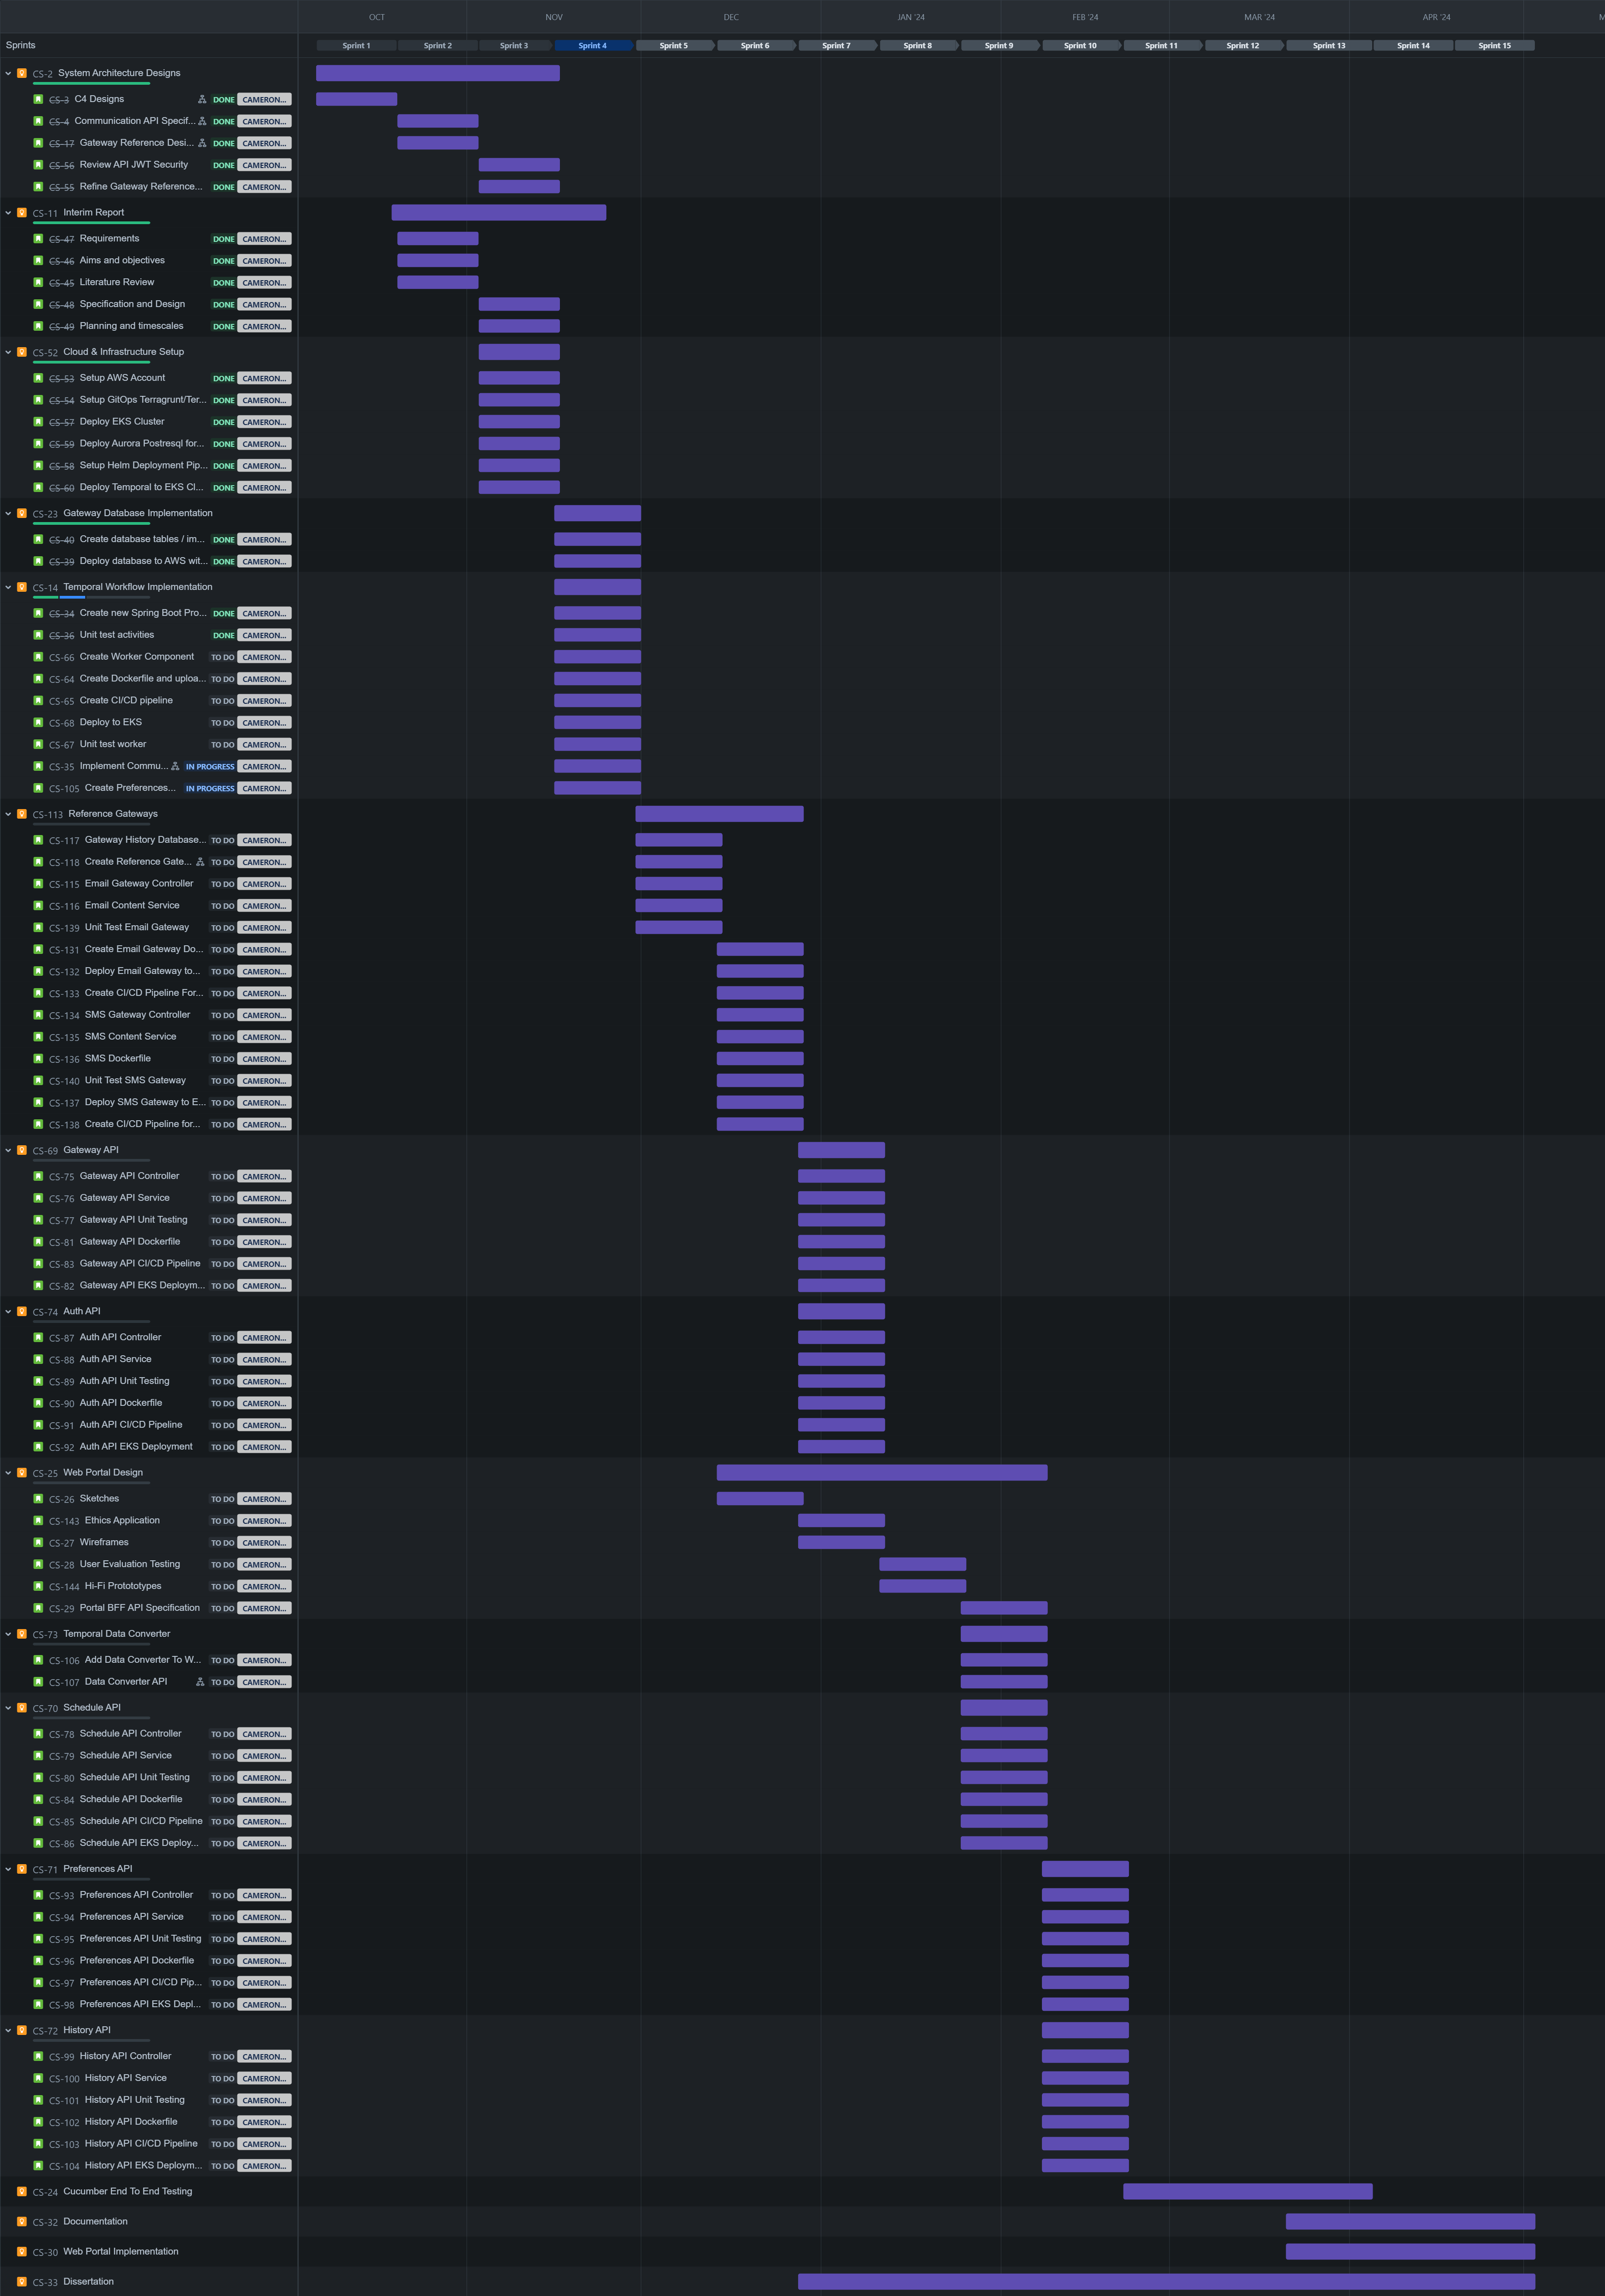 OCT NOV DEC JAN '24 FEB '24 MAR '24 APR '24 M
Sprints Sprint 1 Sprint 2 Sprint 3 Sprint 4 Sprint 5 Sprint 6 Sprint 7 Sprint 8 Sprint 9 Sprint 10 Sprint 11 Sprint 12 Sprint 13 Sprint 14 Sprint 15
CS-2 System Architecture Designs
CS-3 C4 Designs DONE CAMERON...
CS-4 Communication API Specif... DONE CAMERON...
CS-17 Gateway Reference Desi... DONE CAMERON...
CS-56 Review API JWT Security DONE CAMERON...
CS-55 Refine Gateway Reference... DONE CAMERON...
CS-11 Interim Report
CS-47 Requirements DONE CAMERON...
CS-46 Aims and objectives DONE CAMERON...
CS-45 Literature Review DONE CAMERON...
CS-48 Specification and Design DONE CAMERON...
CS-49 Planning and timescales DONE CAMERON...
CS-52 Cloud & Infrastructure Setup
CS-53 Setup AWS Account DONE CAMERON...
CS-54 Setup GitOps Terragrunt/Ter... DONE CAMERON...
CS-57 Deploy EKS Cluster DONE CAMERON...
CS-59 Deploy Aurora Postresql for... DONE CAMERON...
CS-58 Setup Helm Deployment Pip... DONE CAMERON...
CS-60 Deploy Temporal to EKS Cl... DONE CAMERON...
CS-23 Gateway Database Implementation
CS-40 Create database tables / im... DONE CAMERON...
CS-39 Deploy database to AWS wit... DONE CAMERON...
CS-14 Temporal Workflow Implementation
CS-34 Create new Spring Boot Pro... DONE CAMERON...
CS-36 Unit test activities DONE CAMERON...
CS-66 Create Worker Component TO DO CAMERON...
CS-64 Create Dockerfile and uploa... TO DO CAMERON...
CS-65 Create CI/CD pipeline TO DO CAMERON...
CS-68 Deploy to EKS TO DO CAMERON...
CS-67 Unit test worker TO DO CAMERON...
CS-35 Implement Commu... IN PROGRESS CAMERON...
CS-105 Create Preferences... IN PROGRESS CAMERON...
CS-113 Reference Gateways
CS-117 Gateway History Database... TO DO CAMERON...
CS-118 Create Reference Gate... TO DO CAMERON...
CS-115 Email Gateway Controller TO DO CAMERON...
CS-116 Email Content Service TO DO CAMERON...
CS-139 Unit Test Email Gateway TO DO CAMERON...
CS-131 Create Email Gateway Do... TO DO CAMERON...
CS-132 Deploy Email Gateway to... TO DO CAMERON...
CS-133 Create CI/CD Pipeline For... TO DO CAMERON...
CS-134 SMS Gateway Controller TO DO CAMERON...
CS-135 SMS Content Service TO DO CAMERON...
CS-136 SMS Dockerfile TO DO CAMERON...
CS-140 Unit Test SMS Gateway TO DO CAMERON...
CS-137 Deploy SMS Gateway to E... TO DO CAMERON...
CS-138 Create CI/CD Pipeline for... TO DO CAMERON...
CS-69 Gateway API
CS-75 Gateway API Controller TO DO CAMERON...
CS-76 Gateway API Service TO DO CAMERON...
CS-77 Gateway API Unit Testing TO DO CAMERON...
CS-81 Gateway API Dockerfile TO DO CAMERON...
CS-83 Gateway API CI/CD Pipeline TO DO CAMERON...
CS-82 Gateway API EKS Deploym... TO DO CAMERON...
CS-74 Auth API
CS-87 Auth API Controller TO DO CAMERON...
CS-88 Auth API Service TO DO CAMERON...
CS-89 Auth API Unit Testing TO DO CAMERON...
CS-90 Auth API Dockerfile TO DO CAMERON...
CS-91 Auth API CI/CD Pipeline TO DO CAMERON...
CS-92 Auth API EKS Deployment TO DO CAMERON...
CS-25 Web Portal Design
CS-26 Sketches TO DO CAMERON...
CS-143 Ethics Application TO DO CAMERON...
CS-27 Wireframes TO DO CAMERON...
CS-28 User Evaluation Testing TO DO CAMERON...
CS-144 Hi-Fi Protototypes TO DO CAMERON...
CS-29 Portal BFF API Specification TO DO CAMERON...
CS-73 Temporal Data Converter
CS-106 Add Data Converter To W... TO DO CAMERON...
CS-107 Data Converter API TO DO CAMERON...
CS-70 Schedule API
CS-78 Schedule API Controller TO DO CAMERON...
CS-79 Schedule API Service TO DO CAMERON...
CS-80 Schedule API Unit Testing TO DO CAMERON...
CS-84 Schedule API Dockerfile TO DO CAMERON...
CS-85 Schedule API CI/CD Pipeline TO DO CAMERON...
CS-86 Schedule API EKS Deploy... TO DO CAMERON...
CS-71 Preferences API
CS-93 Preferences API Controller TO DO CAMERON...
CS-94 Preferences API Service TO DO CAMERON...
CS-95 Preferences API Unit Testing TO DO CAMERON...
CS-96 Preferences API Dockerfile TO DO CAMERON...
CS-97 Preferences API CI/CD Pip... TO DO CAMERON...
CS-98 Preferences API EKS Depl... TO DO CAMERON...
CS-72 History API
CS-99 History API Controller TO DO CAMERON...
CS-100 History API Service TO DO CAMERON...
CS-101 History API Unit Testing TO DO CAMERON...
CS-102 History API Dockerfile TO DO CAMERON...
CS-103 History API CI/CD Pipeline TO DO CAMERON...
CS-104 History API EKS Deploym... TO DO CAMERON...
CS-24 Cucumber End To End Testing
CS-32 Documentation
CS-30 Web Portal Implementation
CS-33 Dissertation